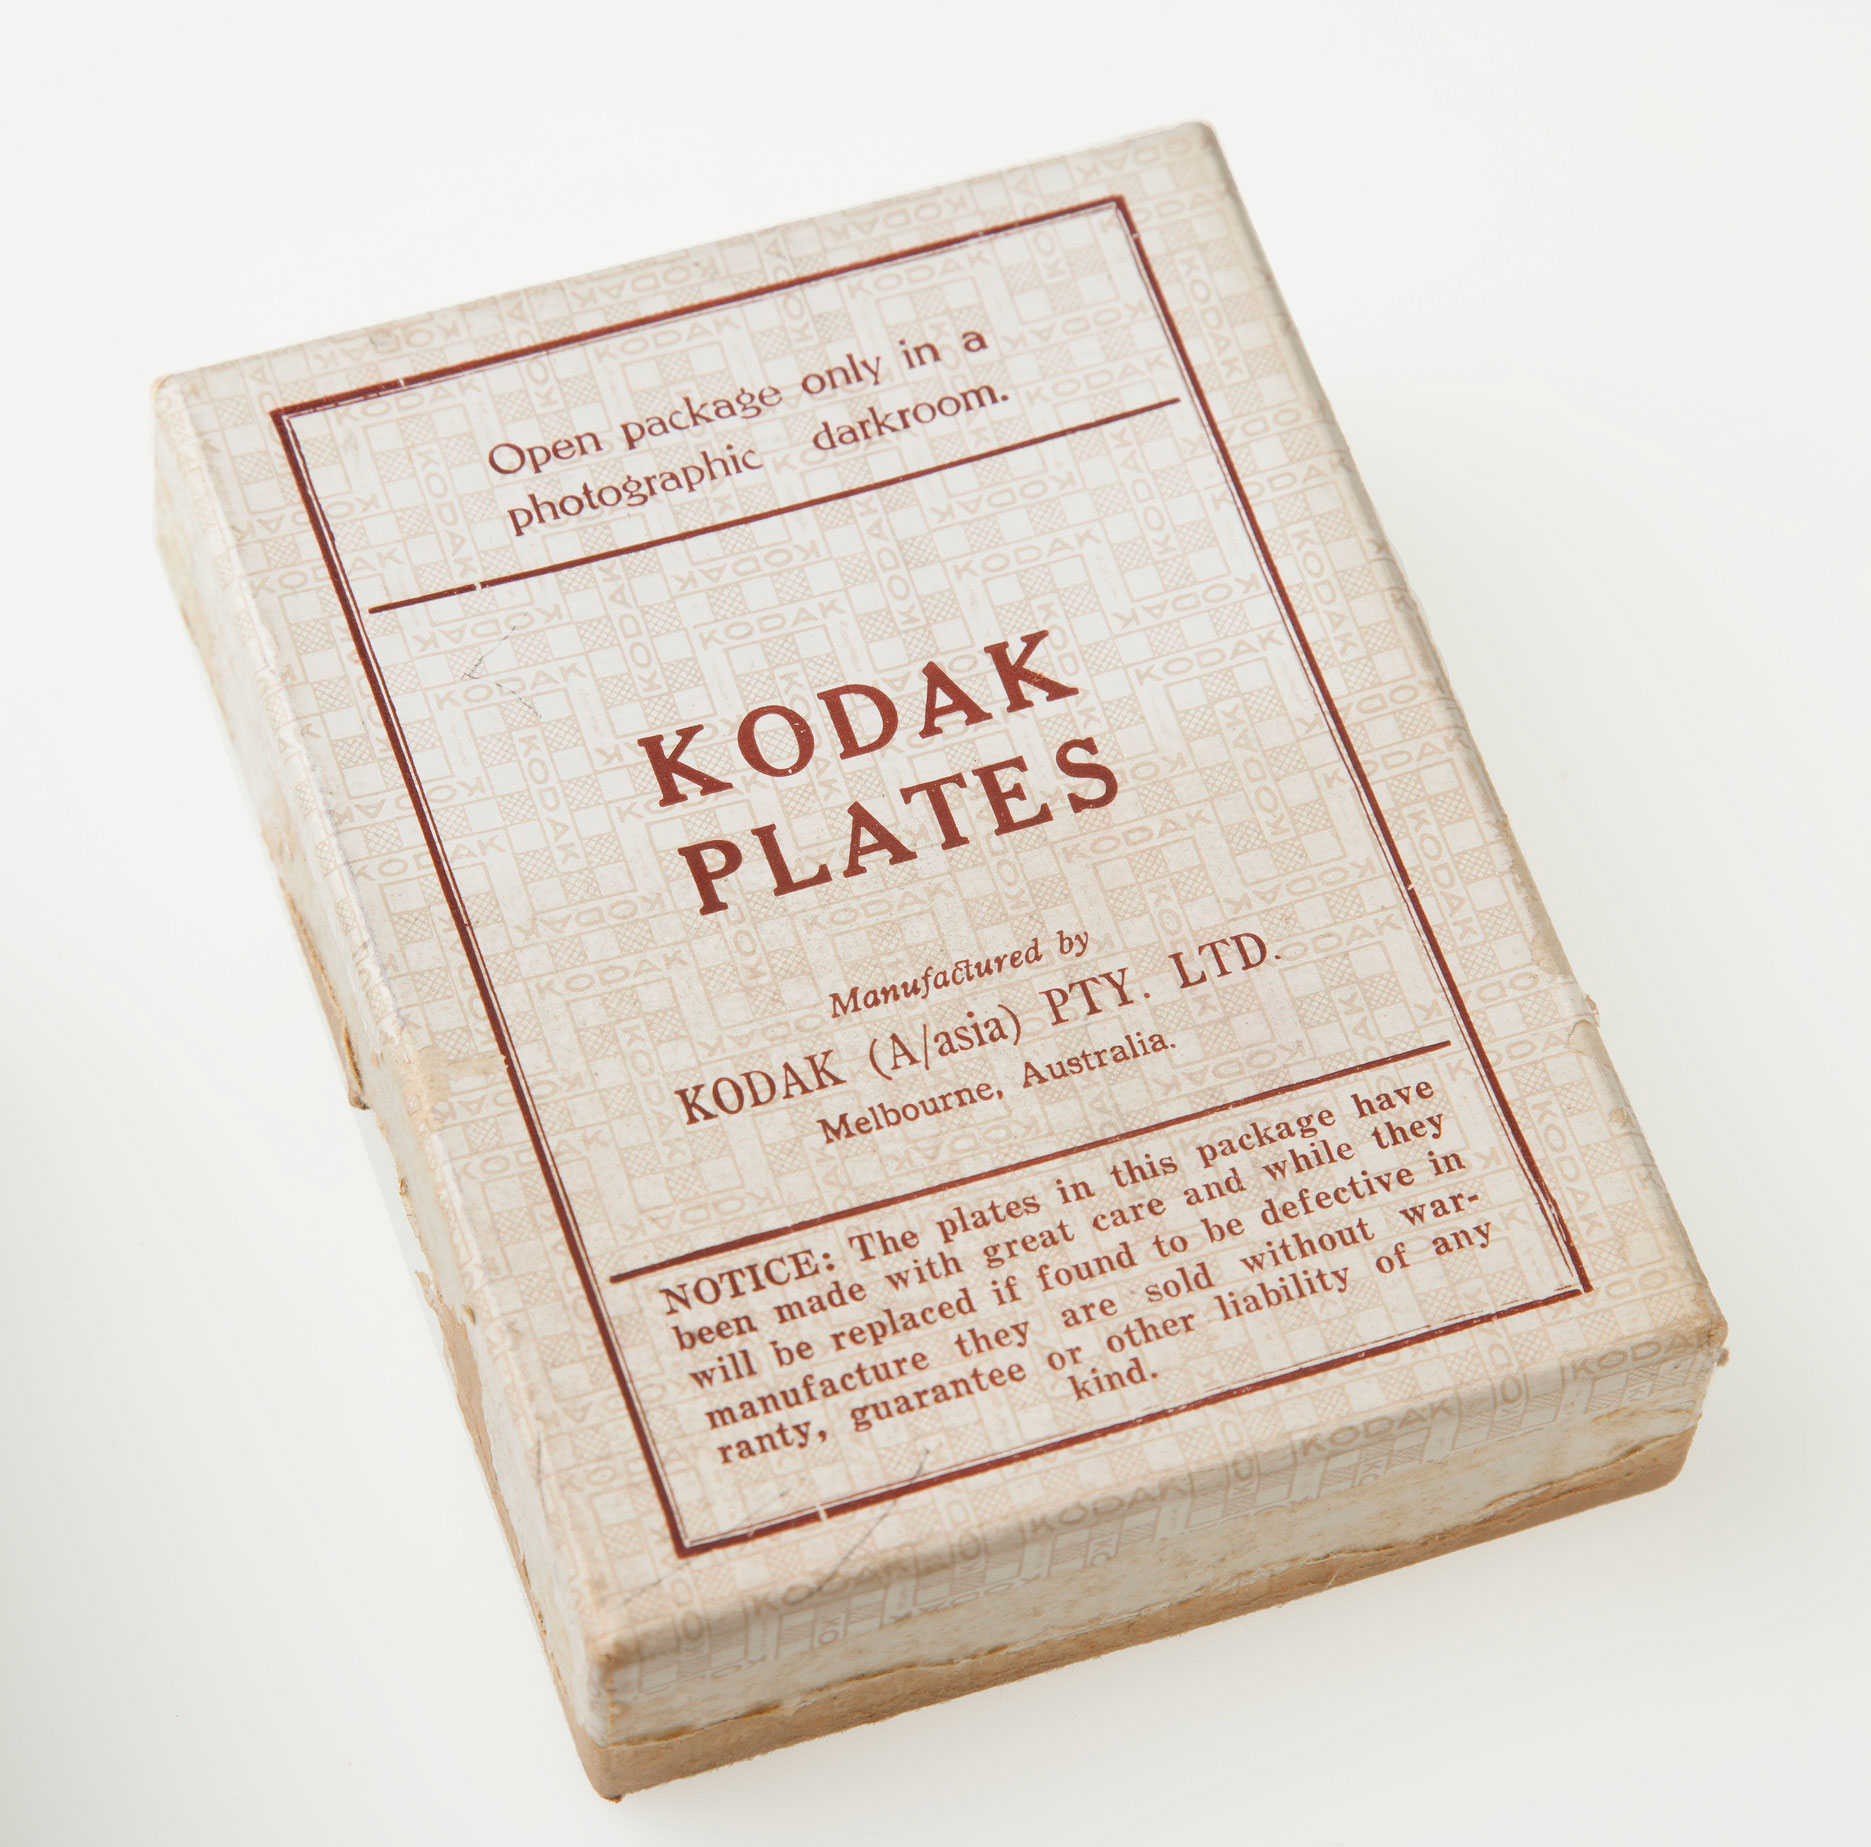 Open package only in a
photographic darkroom.
KODAK
PLATES
Manufactured by
KODAK (A/asia) PTY. LTD.
Melbourne, Australia.
NOTICE: The plates in this package have
been made with great care and while they
will be replaced if found to be defective in
manufacture they are sold without war-
ranty, guarantee or other liability of any
kind.